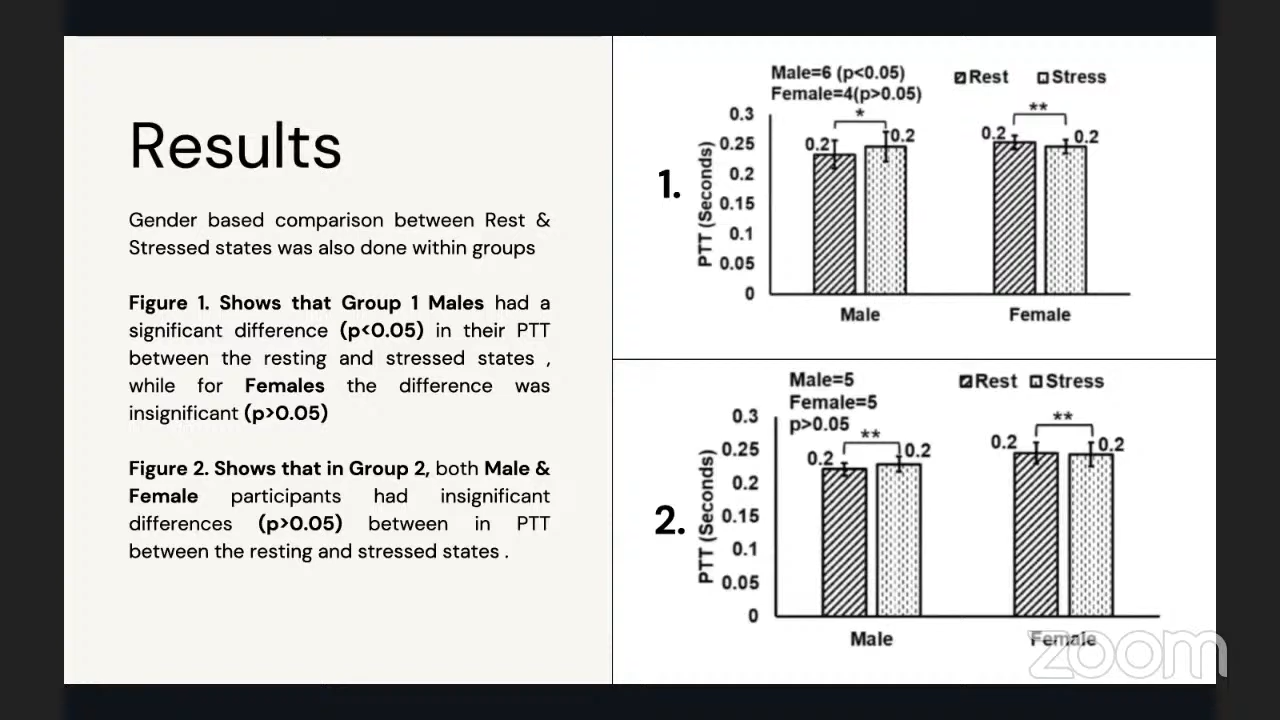 Results
Gender based comparison between Rest &
Stressed states was also done within groups
Figure 1. Shows that Group 1 Males had a
significant difference (p<0.05) in their PTT
between the resting and stressed states ,
while for Females the difference was
insignificant (p>0.05)
Figure 2. Shows that in Group 2, both Male &
Female participants had insignificant
differences (p>0.05) between in PTT
between the resting and stressed states .
1.
Male=6 (p<0.05)
Female=4(p>0.05)
Rest Stress
PTT (Seconds)
0.3
0.25
0.2
0.15
0.1
0.05
0
0.2 * 0.2
0.2 ** 0.2
Male Female
2.
Male=5
Female=5
p>0.05
Rest Stress
PTT (Seconds)
0.3
0.25
0.2
0.15
0.1
0.05
0
0.2 ** 0.2
0.2 ** 0.2
Male Female
zoom